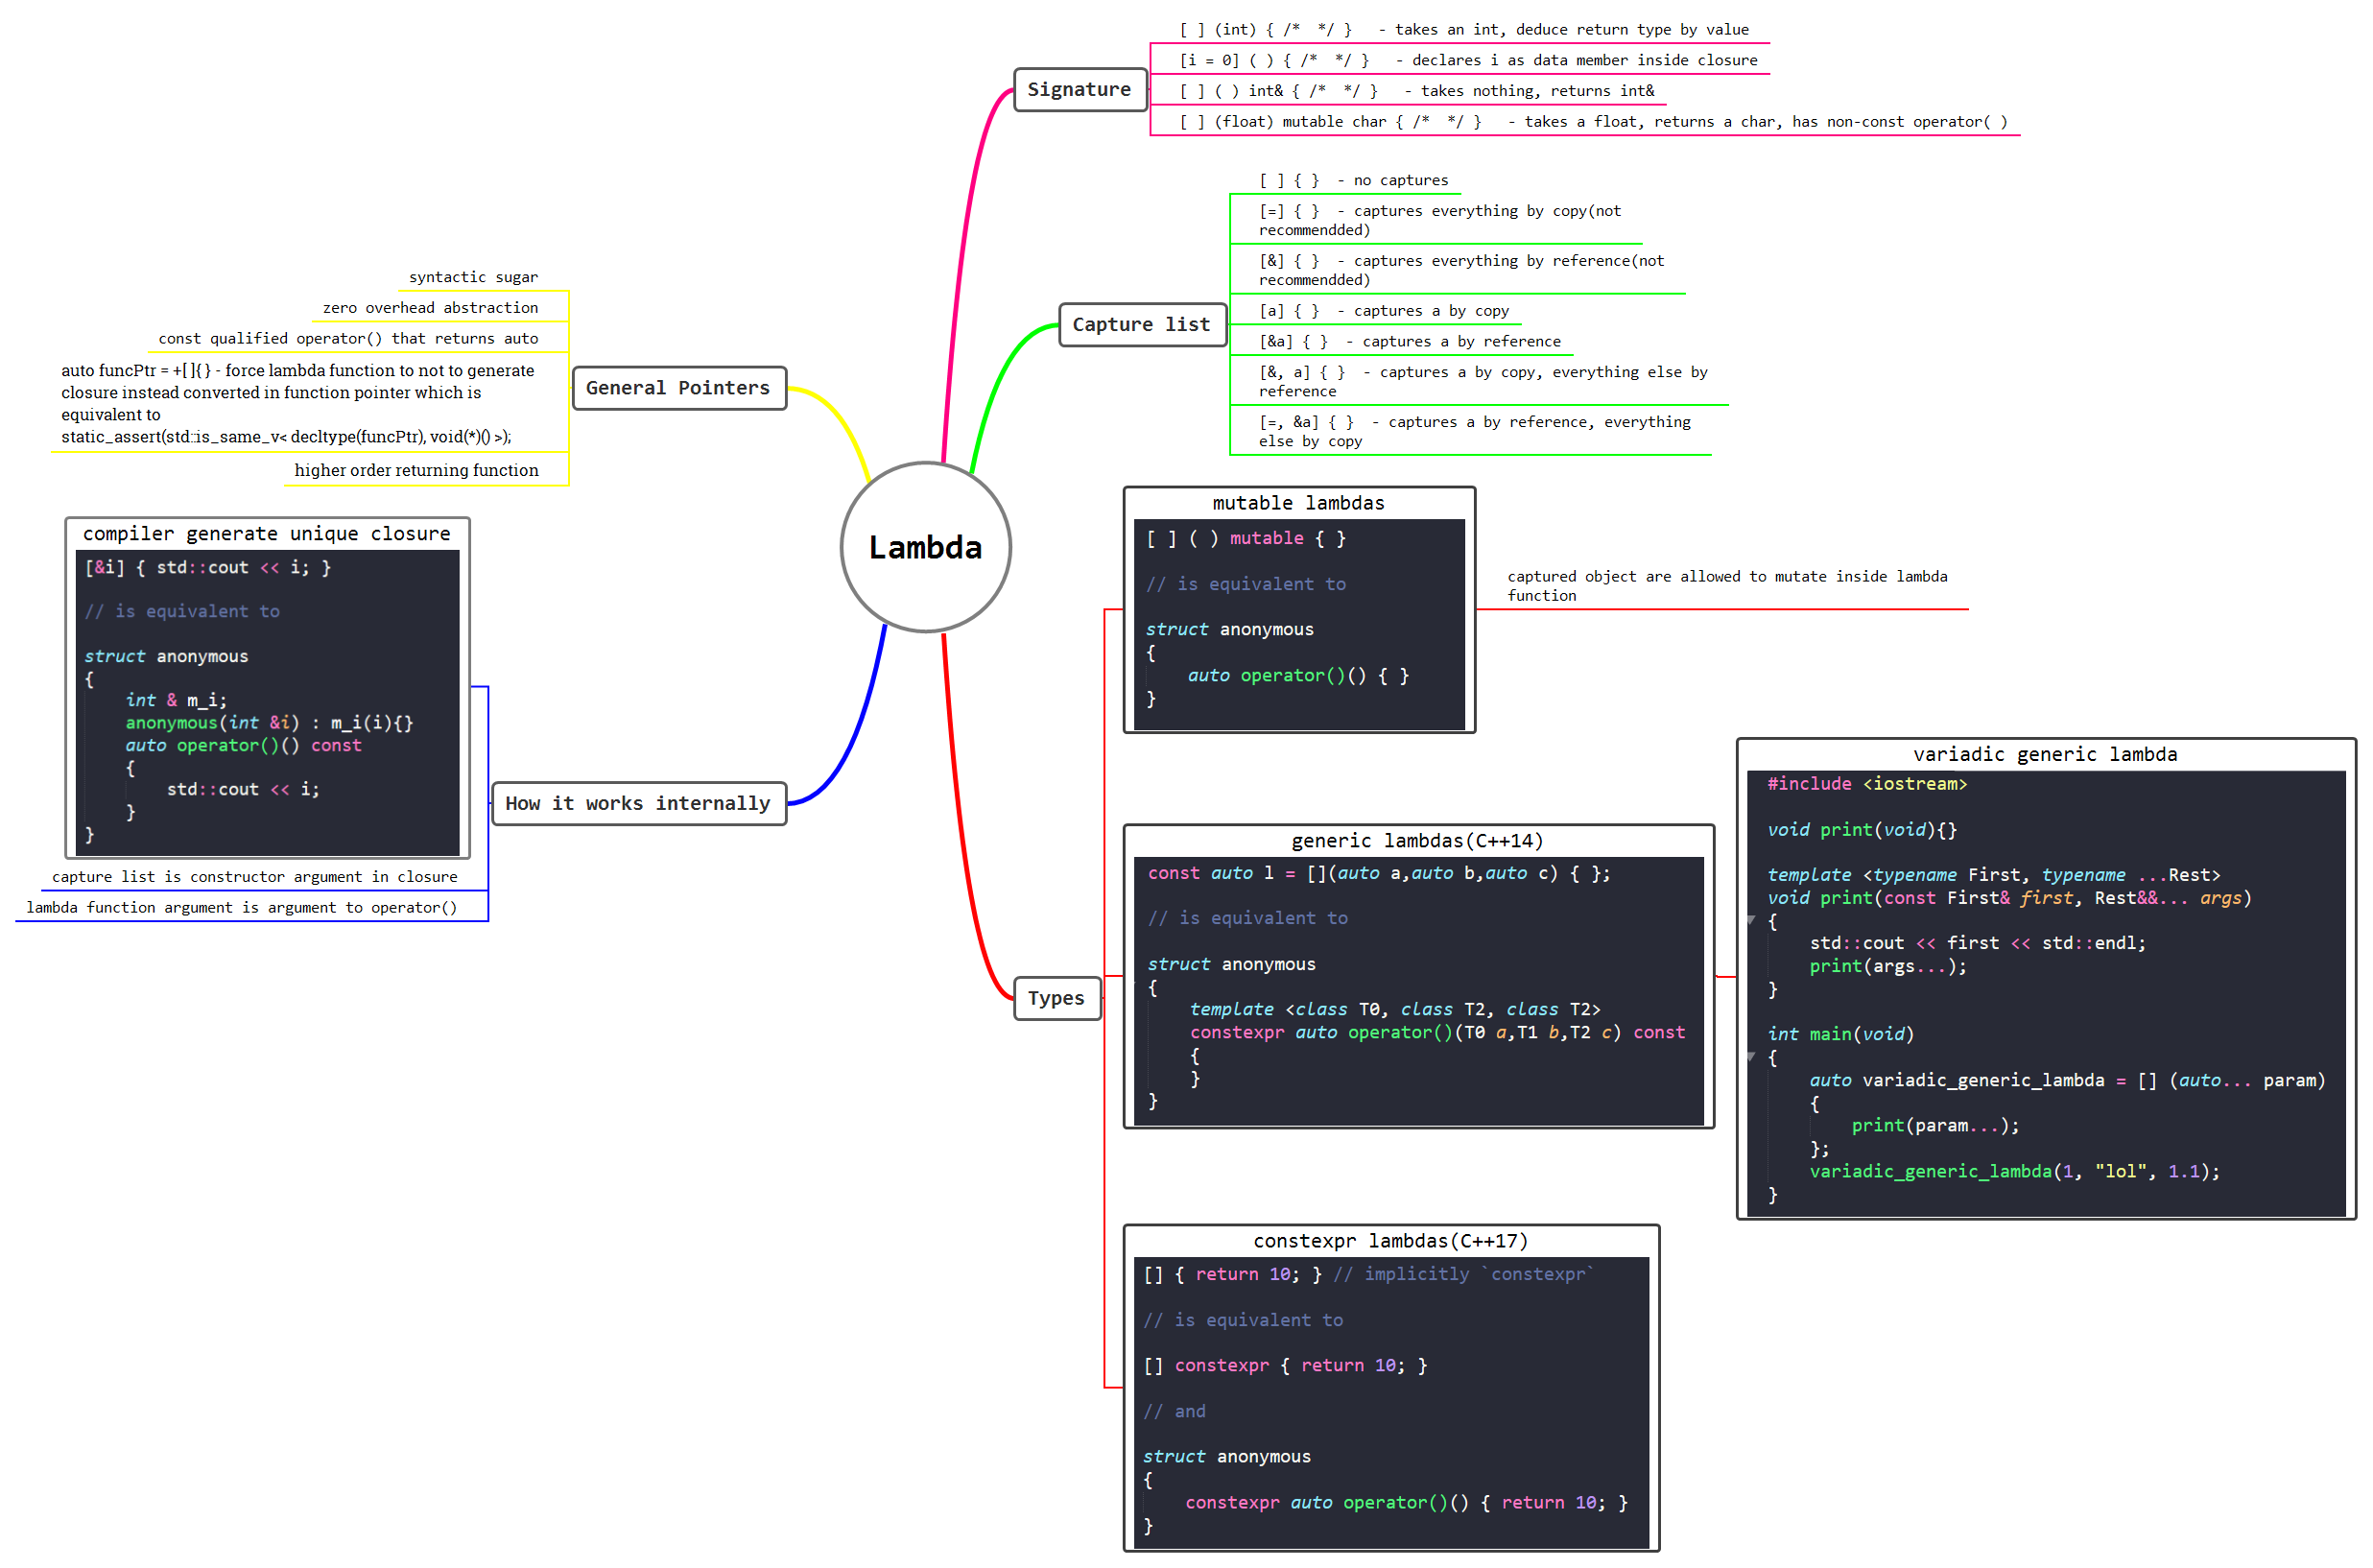 Lambda
Signature
[ ] (int) { /*  */ }   - takes an int, deduce return type by value
[i = 0] ( ) { /*  */ }   - declares i as data member inside closure
[ ] ( ) int& { /*  */ }   - takes nothing, returns int&
[ ] (float) mutable char { /*  */ }   - takes a float, returns a char, has non-const operator( )
Capture list
[ ] { }  - no captures
[=] { }  - captures everything by copy(not
recommendded)
[&] { }  - captures everything by reference(not
recommendded)
[a] { }  - captures a by copy
[&a] { }  - captures a by reference
[&, a] { }  - captures a by copy, everything else by
reference
[=, &a] { }  - captures a by reference, everything
else by copy
General Pointers
syntactic sugar
zero overhead abstraction
const qualified operator() that returns auto
auto funcPtr = +[ ]{ } - force lambda function to not to generate
closure instead converted in function pointer which is
equivalent to
static_assert(std::is_same_v< decltype(funcPtr), void(*)() >);
higher order returning function
How it works internally
compiler generate unique closure
[&i] { std::cout << i; }
// is equivalent to
struct anonymous
{
    int & m_i;
    anonymous(int &i) : m_i(i){}
    auto operator()() const
    {
        std::cout << i;
    }
}
capture list is constructor argument in closure
lambda function argument is argument to operator()
Types
mutable lambdas
[ ] ( ) mutable { }
// is equivalent to
struct anonymous
{
    auto operator()() { }
}
captured object are allowed to mutate inside lambda
function
generic lambdas(C++14)
const auto l = [](auto a,auto b,auto c) { };
// is equivalent to
struct anonymous
{
    template <class T0, class T2, class T2>
    constexpr auto operator()(T0 a,T1 b,T2 c) const
    {
    }
}
variadic generic lambda
#include <iostream>
void print(void){}
template <typename First, typename ...Rest>
void print(const First& first, Rest&&... args)
{
    std::cout << first << std::endl;
    print(args...);
}
int main(void)
{
    auto variadic_generic_lambda = [] (auto... param)
    {
        print(param...);
    };
    variadic_generic_lambda(1, "lol", 1.1);
}
constexpr lambdas(C++17)
[] { return 10; } // implicitly `constexpr`
// is equivalent to
[] constexpr { return 10; }
// and
struct anonymous
{
    constexpr auto operator()() { return 10; }
}